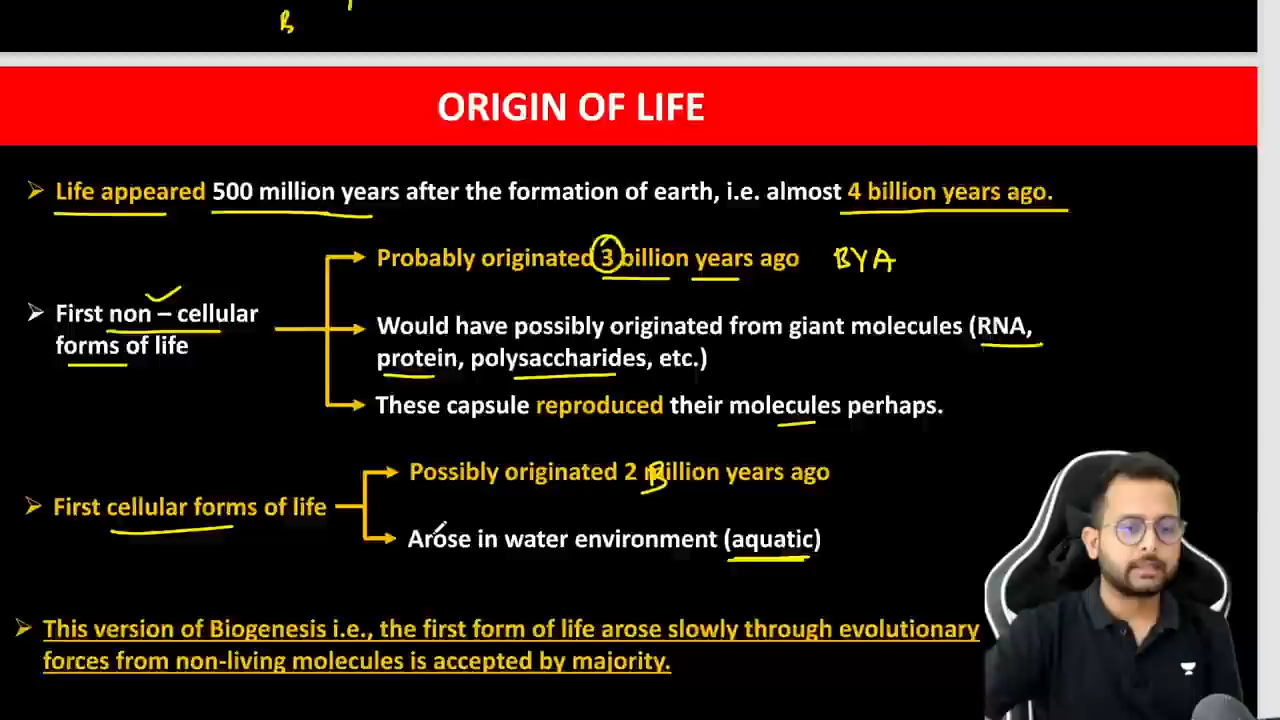 B
ORIGIN OF LIFE
➢ Life appeared 500 million years after the formation of earth, i.e. almost 4 billion years ago.
Probably originated 3 billion years ago BYA
➢ First non – cellular
forms of life
Would have possibly originated from giant molecules (RNA,
protein, polysaccharides, etc.)
These capsule reproduced their molecules perhaps.
Possibly originated 2 Billion years ago
➢ First cellular forms of life
Arose in water environment (aquatic)
➢ This version of Biogenesis i.e., the first form of life arose slowly through evolutionary
forces from non-living molecules is accepted by majority.